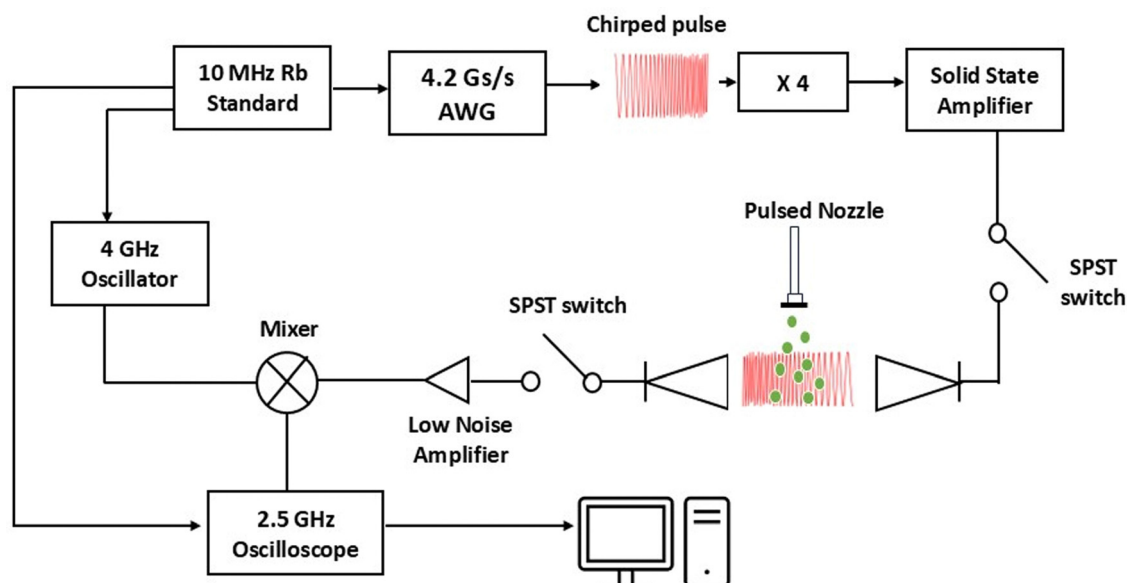 Chirped pulse
10 MHz Rb
Standard
4.2 Gs/s
AWG
X 4
Solid State
Amplifier
Pulsed Nozzle
4 GHz
Oscillator
SPST
switch
SPST switch
Mixer
Low Noise
Amplifier
2.5 GHz
Oscilloscope